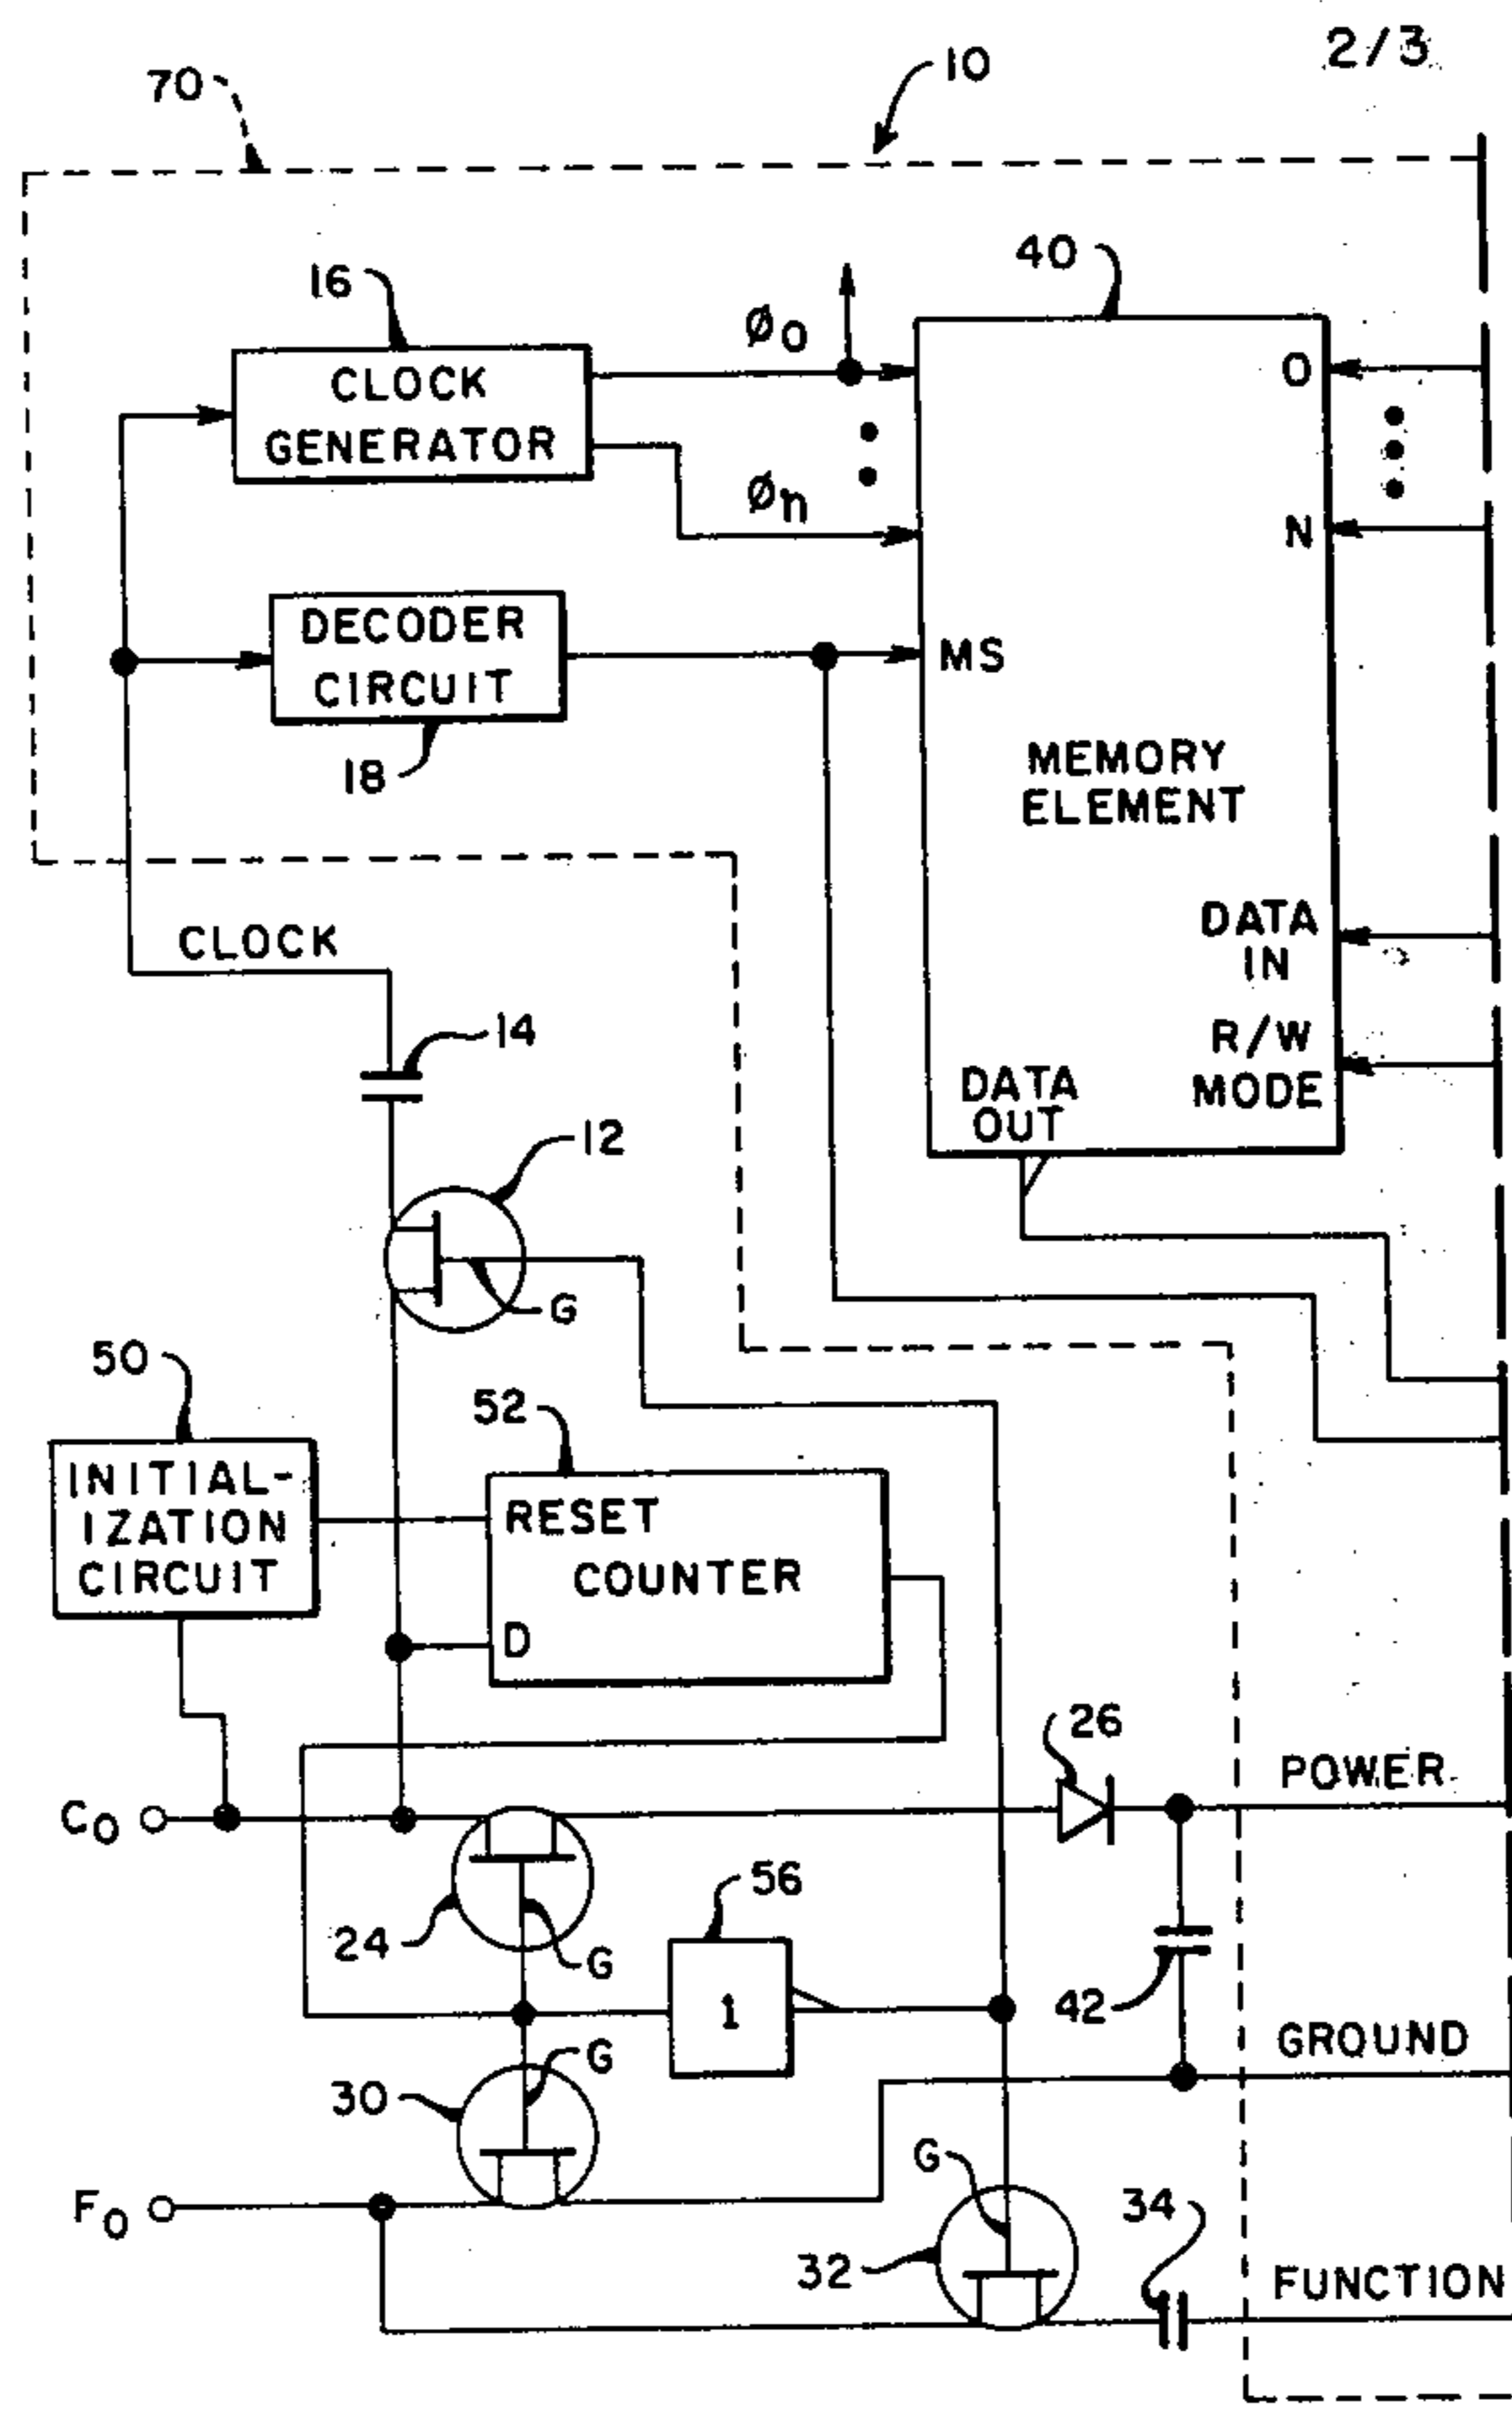 2/3
70
10
16
40
Ø0
O
CLOCK
GENERATOR
Øn
N
DECODER
CIRCUIT
MS
18
MEMORY
ELEMENT
CLOCK
DATA
IN
14
R/W
MODE
DATA
OUT
12
G
50
52
INITIAL-
IZATION
CIRCUIT
RESET
COUNTER
D
26
POWER
C0
56
24
G
1
42
GROUND
G
30
G
F0
34
32
FUNCTION